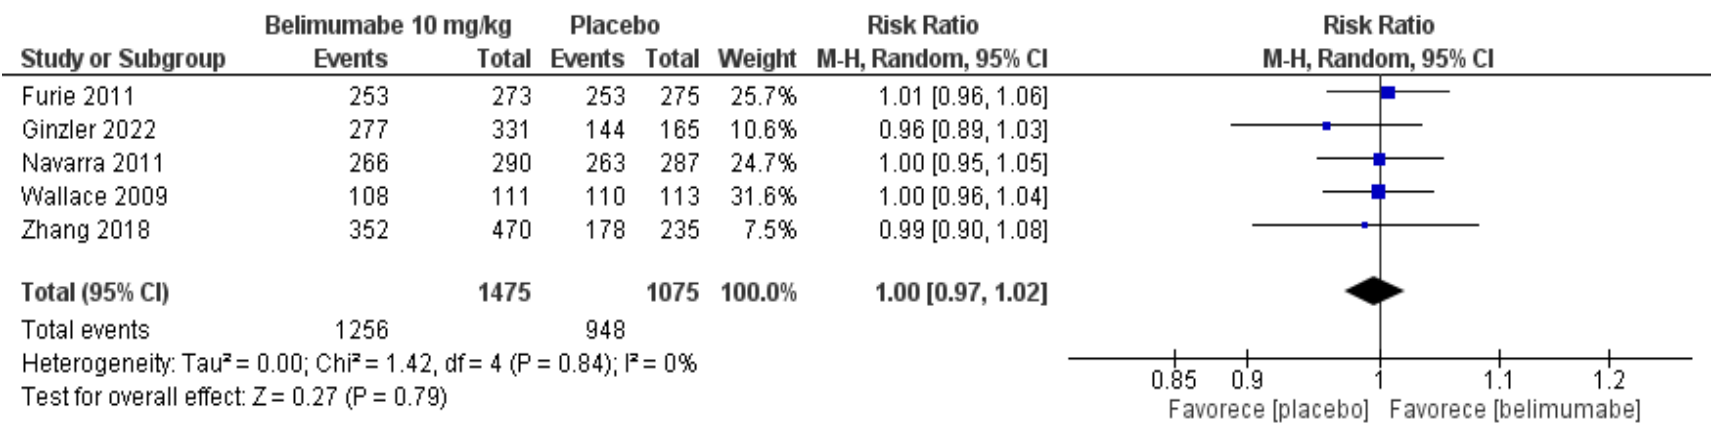 Belimumabe 10 mg/kg Placebo Risk Ratio Risk Ratio
Study or Subgroup Events Total Events Total Weight M-H, Random, 95% CI M-H, Random, 95% CI
Furie 2011 253 273 253 275 25.7% 1.01 [0.96, 1.06]
Ginzler 2022 277 331 144 165 10.6% 0.96 [0.89, 1.03]
Navarra 2011 266 290 263 287 24.7% 1.00 [0.95, 1.05]
Wallace 2009 108 111 110 113 31.6% 1.00 [0.96, 1.04]
Zhang 2018 352 470 178 235 7.5% 0.99 [0.90, 1.08]
Total (95% CI) 1475 1075 100.0% 1.00 [0.97, 1.02]
Total events 1256 948
Heterogeneity: Tau² = 0.00; Chi² = 1.42, df = 4 (P = 0.84); I² = 0%
Test for overall effect: Z = 0.27 (P = 0.79)
0.85 0.9 1 1.1 1.2
Favorece [placebo] Favorece [belimumabe]